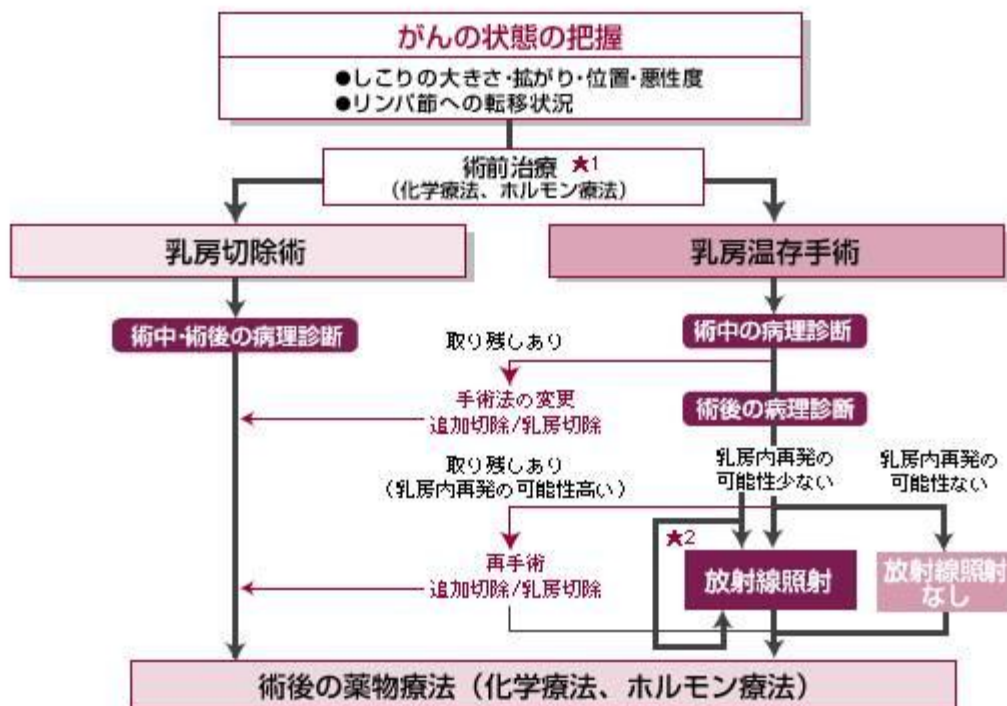 がんの状態の把握
●しこりの大きさ・拡がり・位置・悪性度
●リンパ節への転移状況
術前治療 ★1
(化学療法、ホルモン療法)
乳房切除術
乳房温存手術
術中・術後の病理診断
術中の病理診断
取り残しあり
手術法の変更
追加切除/乳房切除
術後の病理診断
取り残しあり
(乳房内再発の可能性高い)
乳房内再発の
可能性少ない
乳房内再発の
可能性ない
★2
再手術
追加切除/乳房切除
放射線照射
放射線照射
なし
術後の薬物療法(化学療法、ホルモン療法)